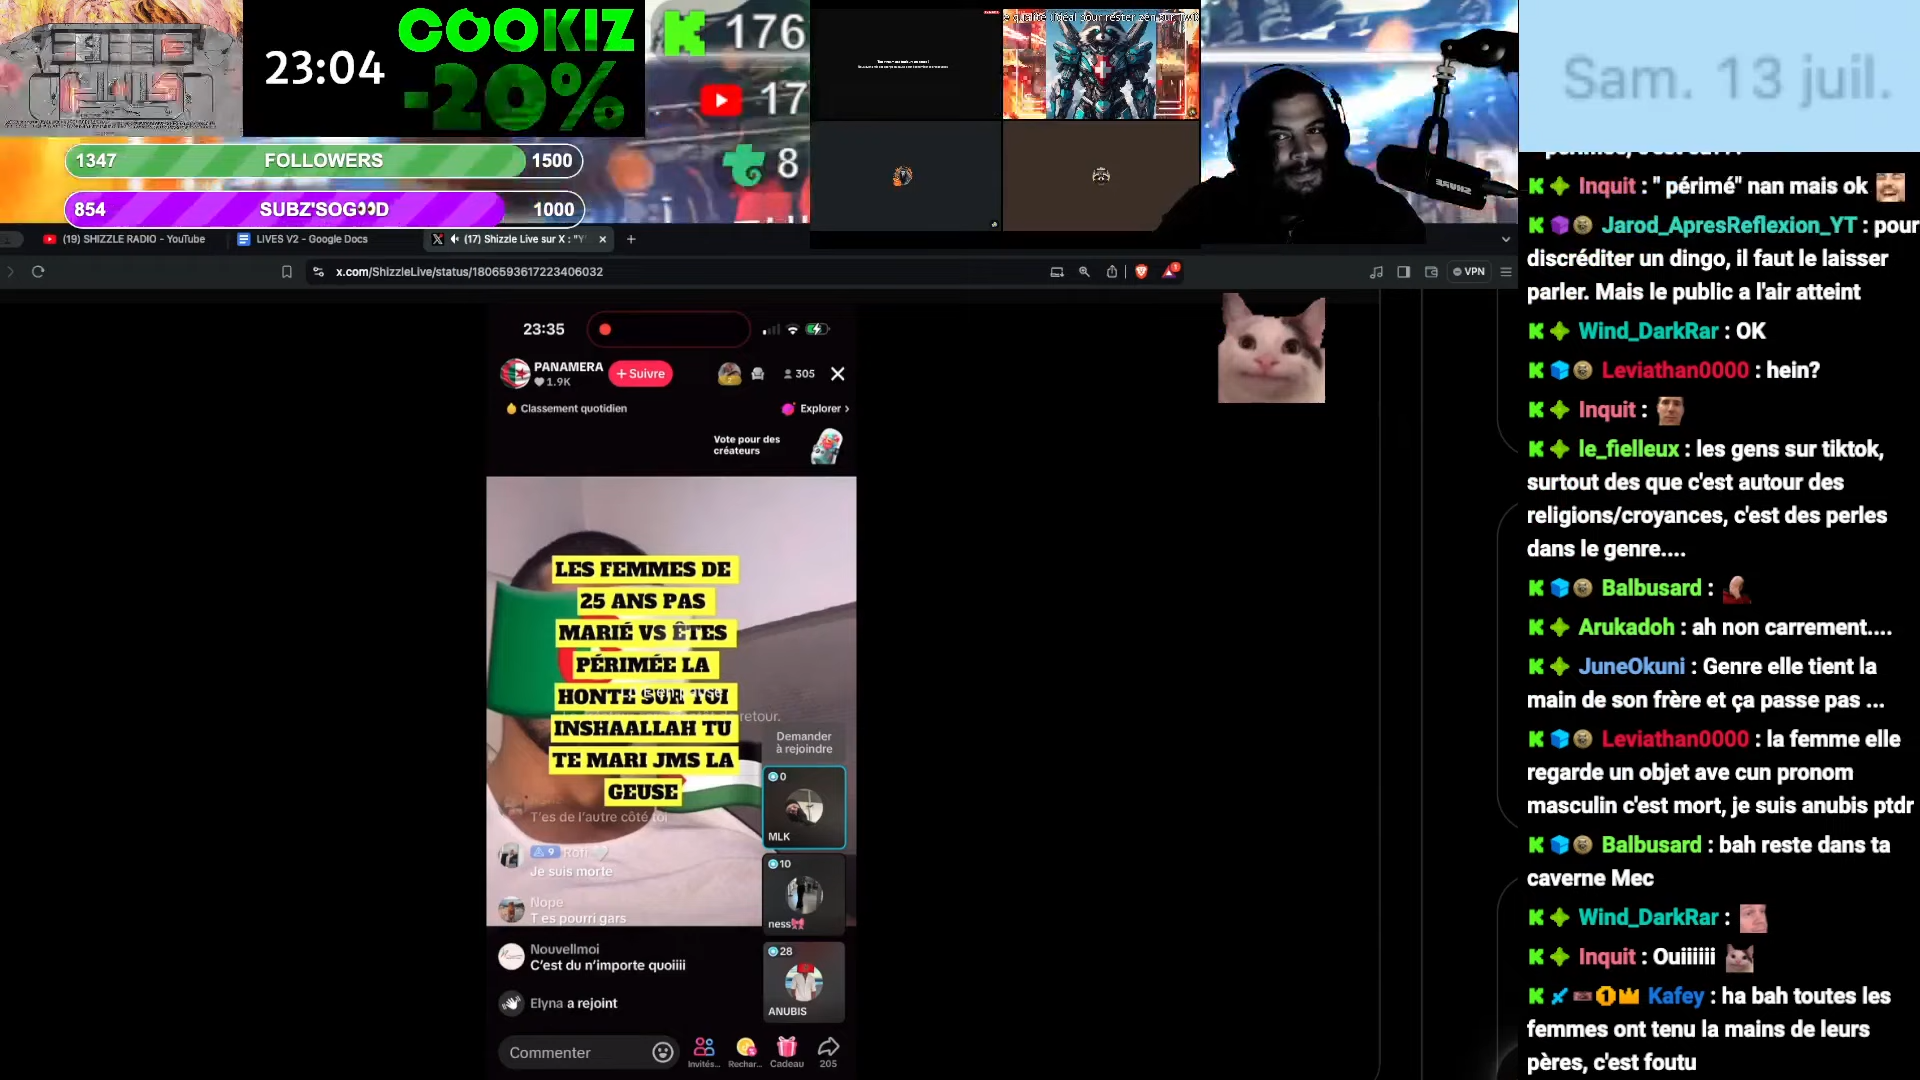 23:04
COOKIZ
-20%
176
17
8
1347 FOLLOWERS 1500
854 SUBZ'SOG👀D 1000
Sam. 13 juil.
(19) SHIZZLE RADIO - YouTube
LIVES V2 - Google Docs
(17) Shizzle Live sur X : "Y
x.com/ShizzleLive/status/1806593617223406032
VPN
23:35
PANAMERA
1.9K
+ Suivre
305
Classement quotidien
Explorer
Vote pour des
créateurs
LES FEMMES DE
25 ANS PAS
MARIÉ VS ÊTES
PÉRIMÉE LA
HONTE SUR TOI
INSHAALLAH TU
TE MARI JMS LA
GEUSE
retour.
Demander
à rejoindre
0
MLK
10
ness🎀
28
ANUBIS
T'es de l'autre côté toi
9 Rofi
Je suis morte
Nope
T es pourri gars
Nouvellmoi
C'est du n'importe quoiiii
Elyna a rejoint
Commenter
Invités...
Rechar...
Cadeau
205
Inquit : " périmé" nan mais ok
Jarod_ApresReflexion_YT : pour
discréditer un dingo, il faut le laisser
parler. Mais le public a l'air atteint
Wind_DarkRar : OK
Leviathan0000 : hein?
Inquit :
le_fielleux : les gens sur tiktok,
surtout des que c'est autour des
religions/croyances, c'est des perles
dans le genre....
Balbusard :
Arukadoh : ah non carrement....
JuneOkuni : Genre elle tient la
main de son frère et ça passe pas ...
Leviathan0000 : la femme elle
regarde un objet ave cun pronom
masculin c'est mort, je suis anubis ptdr
Balbusard : bah reste dans ta
caverne Mec
Wind_DarkRar :
Inquit : Ouiiiiii
Kafey : ha bah toutes les
femmes ont tenu la mains de leurs
pères, c'est foutu